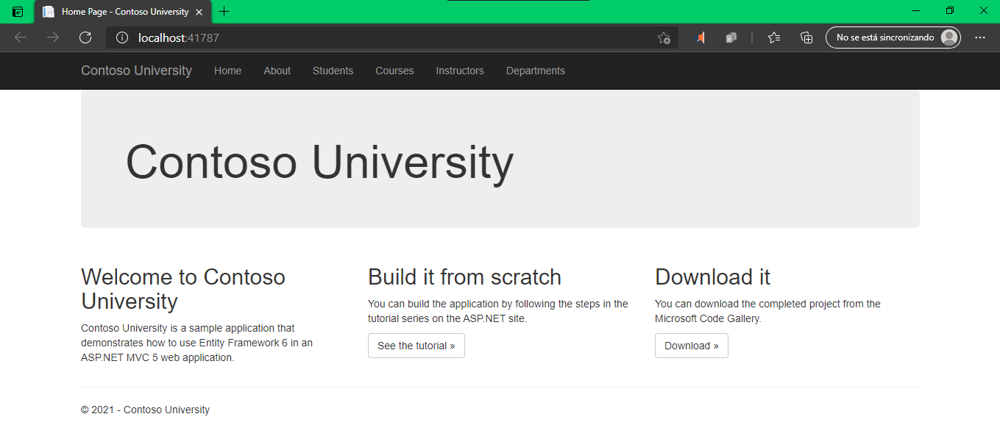 Home Page - Contoso University
localhost:41787
No se está sincronizando
Contoso University Home About Students Courses Instructors Departments
Contoso University
Welcome to Contoso
University
Contoso University is a sample application that
demonstrates how to use Entity Framework 6 in an
ASP.NET MVC 5 web application.
Build it from scratch
You can build the application by following the steps in the
tutorial series on the ASP.NET site.
See the tutorial »
Download it
You can download the completed project from the
Microsoft Code Gallery.
Download »
© 2021 - Contoso University